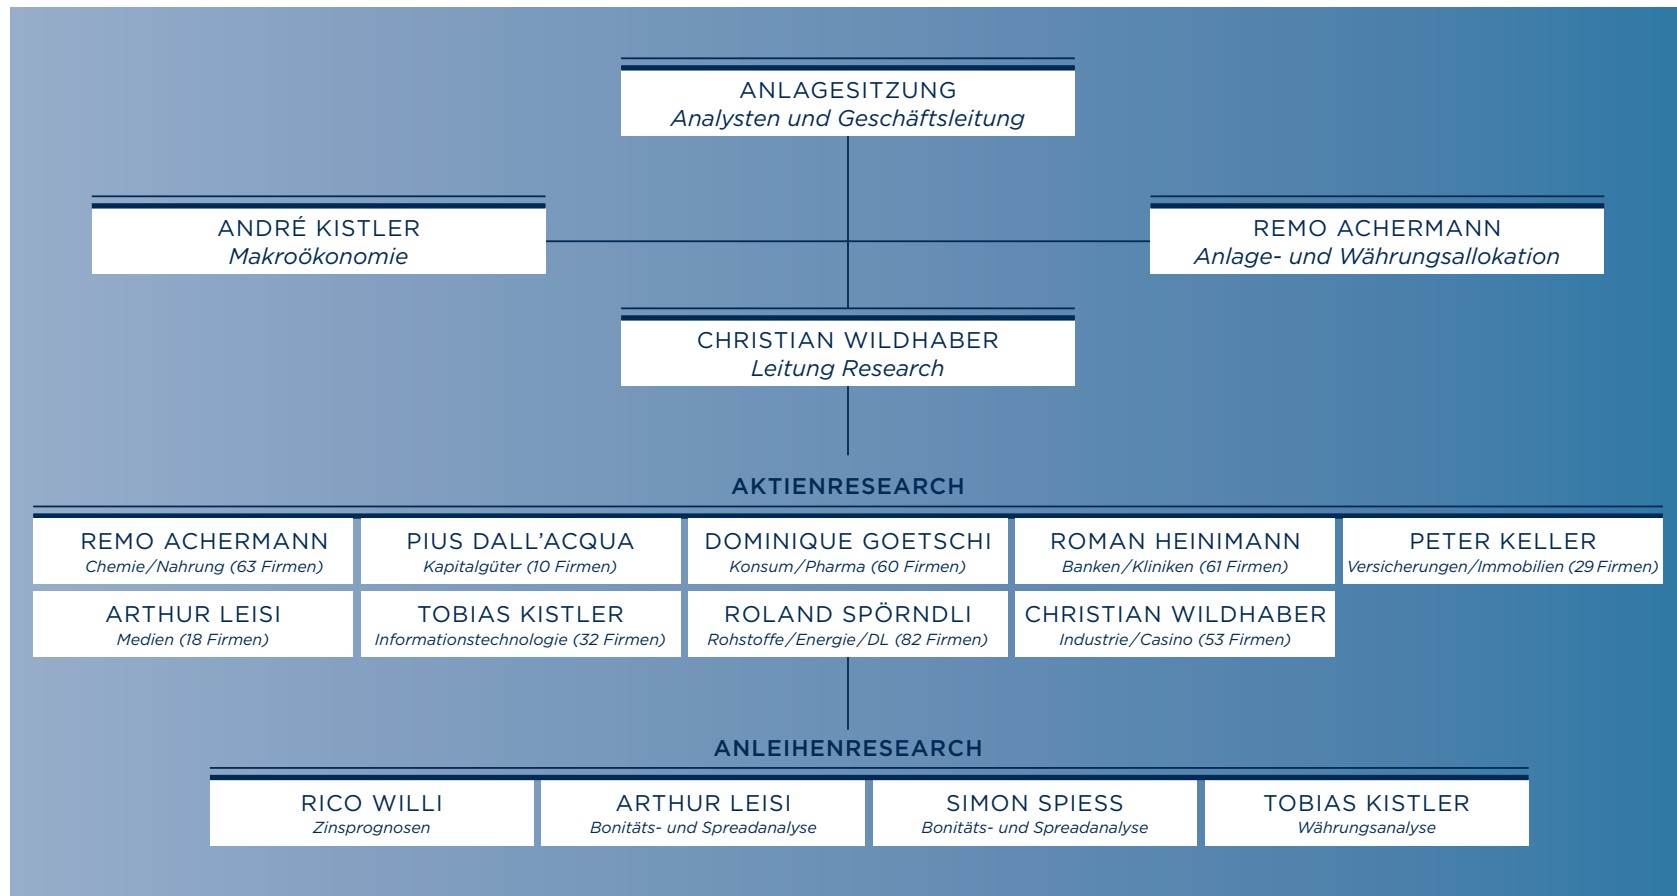 ANLAGESITZUNG
Analysten und Geschäftsleitung
ANDRÉ KISTLER
Makroökonomie
REMO ACHERMANN
Anlage- und Währungsallokation
CHRISTIAN WILDHABER
Leitung Research
AKTIENRESEARCH
REMO ACHERMANN
Chemie/Nahrung (63 Firmen)
PIUS DALL'ACQUA
Kapitalgüter (10 Firmen)
DOMINIQUE GOETSCHI
Konsum/Pharma (60 Firmen)
ROMAN HEINIMANN
Banken/Kliniken (61 Firmen)
PETER KELLER
Versicherungen/Immobilien (29 Firmen)
ARTHUR LEISI
Medien (18 Firmen)
TOBIAS KISTLER
Informationstechnologie (32 Firmen)
ROLAND SPÖRNDLI
Rohstoffe/Energie/DL (82 Firmen)
CHRISTIAN WILDHABER
Industrie/Casino (53 Firmen)
ANLEIHENRESEARCH
RICO WILLI
Zinsprognosen
ARTHUR LEISI
Bonitäts- und Spreadanalyse
SIMON SPIESS
Bonitäts- und Spreadanalyse
TOBIAS KISTLER
Währungsanalyse